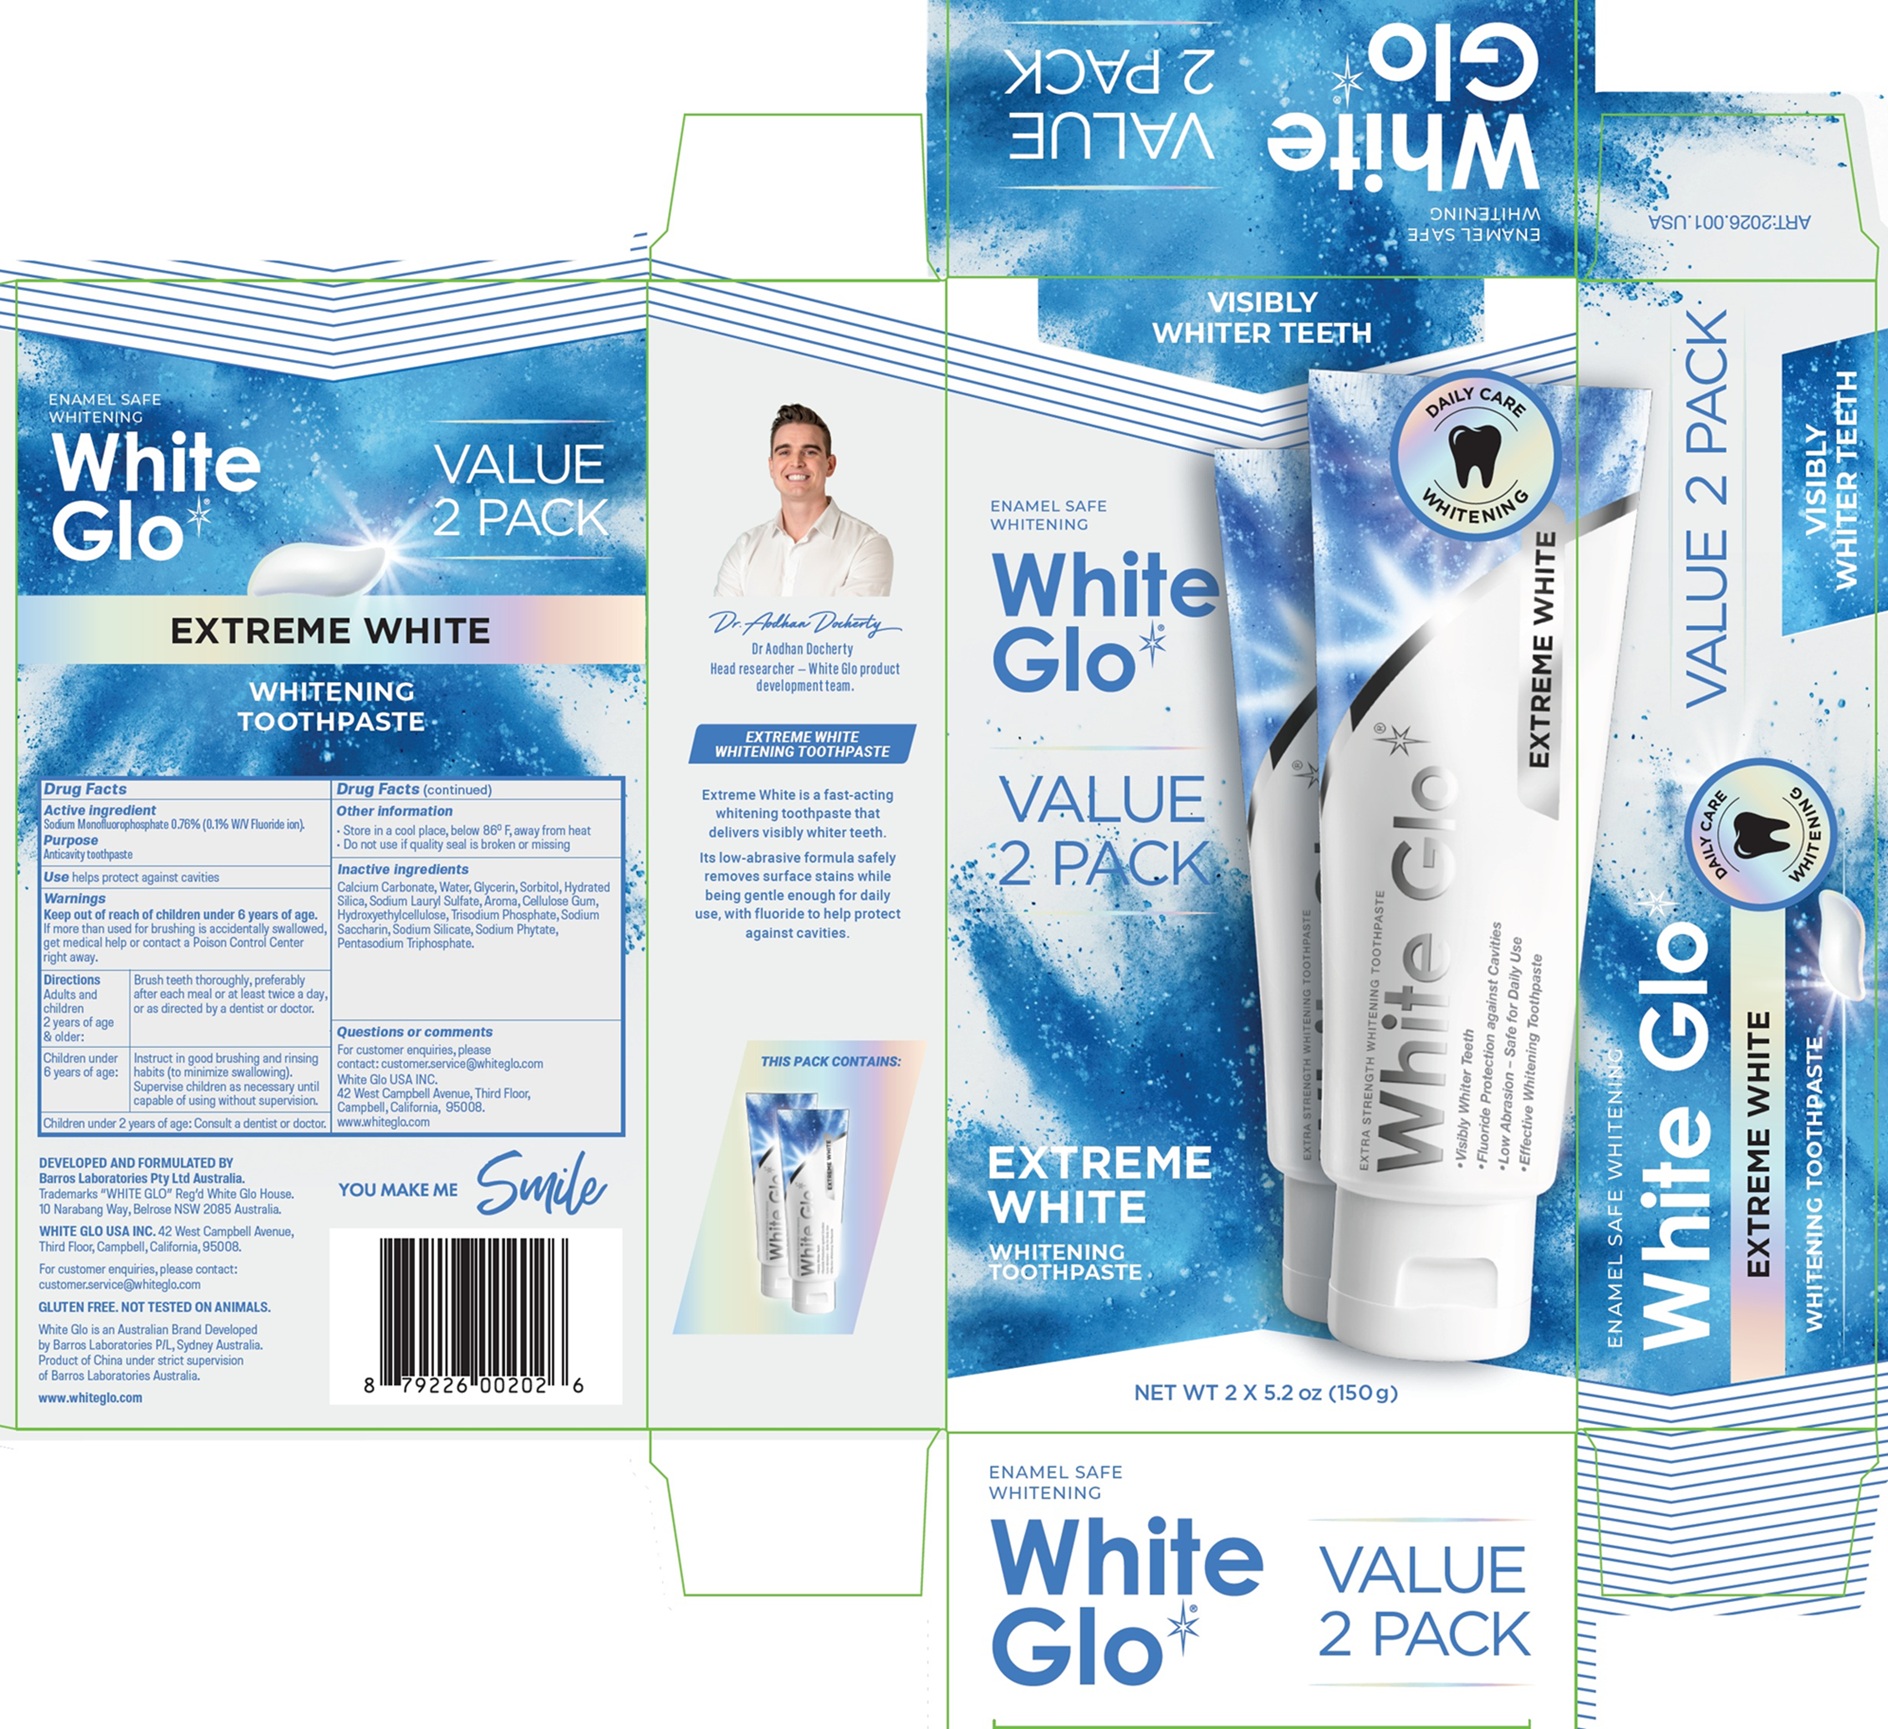 VALUE
2 PACK
ENAMEL SAFE
WHITENING
White
Glo
®
ART:2026.001.USA
ENAMEL SAFE
WHITENING
White
Glo
®
VALUE
2 PACK
EXTREME WHITE
WHITENING
TOOTHPASTE
Drug Facts
Active ingredient
Sodium Monofluorophosphate 0.76% (0.1% W/V Fluoride ion).
Purpose
Anticavity toothpaste
Use helps protect against cavities
Warnings
Keep out of reach of children under 6 years of age.
If more than used for brushing is accidentally swallowed,
get medical help or contact a Poison Control Center
right away.
Directions
Adults and
children
2 years of age
& older:
Brush teeth thoroughly, preferably
after each meal or at least twice a day,
or as directed by a dentist or doctor.
Children under
6 years of age:
Instruct in good brushing and rinsing
habits (to minimize swallowing).
Supervise children as necessary until
capable of using without supervision.
Children under 2 years of age: Consult a dentist or doctor.
Drug Facts (continued)
Other information
· Store in a cool place, below 86⁰ F, away from heat
· Do not use if quality seal is broken or missing
Inactive ingredients
Calcium Carbonate, Water, Glycerin, Sorbitol, Hydrated
Silica, Sodium Lauryl Sulfate, Aroma, Cellulose Gum,
Hydroxyethylcellulose, Trisodium Phosphate, Sodium
Saccharin, Sodium Silicate, Sodium Phytate,
Pentasodium Triphosphate.
Questions or comments
For customer enquiries, please
contact: customer.service@whiteglo.com
White Glo USA INC.
42 West Campbell Avenue, Third Floor,
Campbell, California, 95008.
www.whiteglo.com
DEVELOPED AND FORMULATED BY
Barros Laboratories Pty Ltd Australia.
Trademarks "WHITE GLO" Reg'd White Glo House.
10 Narabang Way, Belrose NSW 2085 Australia.
WHITE GLO USA INC. 42 West Campbell Avenue,
Third Floor, Campbell, California, 95008.
For customer enquiries, please contact:
customer.service@whiteglo.com
GLUTEN FREE. NOT TESTED ON ANIMALS.
White Glo is an Australian Brand Developed
by Barros Laboratories P/L, Sydney Australia.
Product of China under strict supervision
of Barros Laboratories Australia.
www.whiteglo.com
YOU MAKE ME Smile
8 79226 00202 6
Dr. Aodhan Docherty
Dr Aodhan Docherty
Head researcher – White Glo product
development team.
EXTREME WHITE
WHITENING TOOTHPASTE
Extreme White is a fast-acting
whitening toothpaste that
delivers visibly whiter teeth.
Its low-abrasive formula safely
removes surface stains while
being gentle enough for daily
use, with fluoride to help protect
against cavities.
THIS PACK CONTAINS:
White Glo
White Glo
EXTREME WHITE
VISIBLY
WHITER TEETH
ENAMEL SAFE
WHITENING
White
Glo
®
VALUE
2 PACK
EXTREME
WHITE
WHITENING
TOOTHPASTE
DAILY CARE
WHITENING
EXTREME WHITE
EXTRA STRENGTH WHITENING TOOTHPASTE
EXTRA STRENGTH WHITENING TOOTHPASTE
White Glo
®
• Visibly Whiter Teeth
• Fluoride Protection against Cavities
• Low Abrasion – Safe for Daily Use
• Effective Whitening Toothpaste
NET WT 2 X 5.2 oz (150 g)
VALUE 2 PACK
VISIBLY
WHITER TEETH
DAILY CARE
WHITENING
ENAMEL SAFE WHITENING
White Glo
EXTREME WHITE
WHITENING TOOTHPASTE
ENAMEL SAFE
WHITENING
White
Glo
®
VALUE
2 PACK